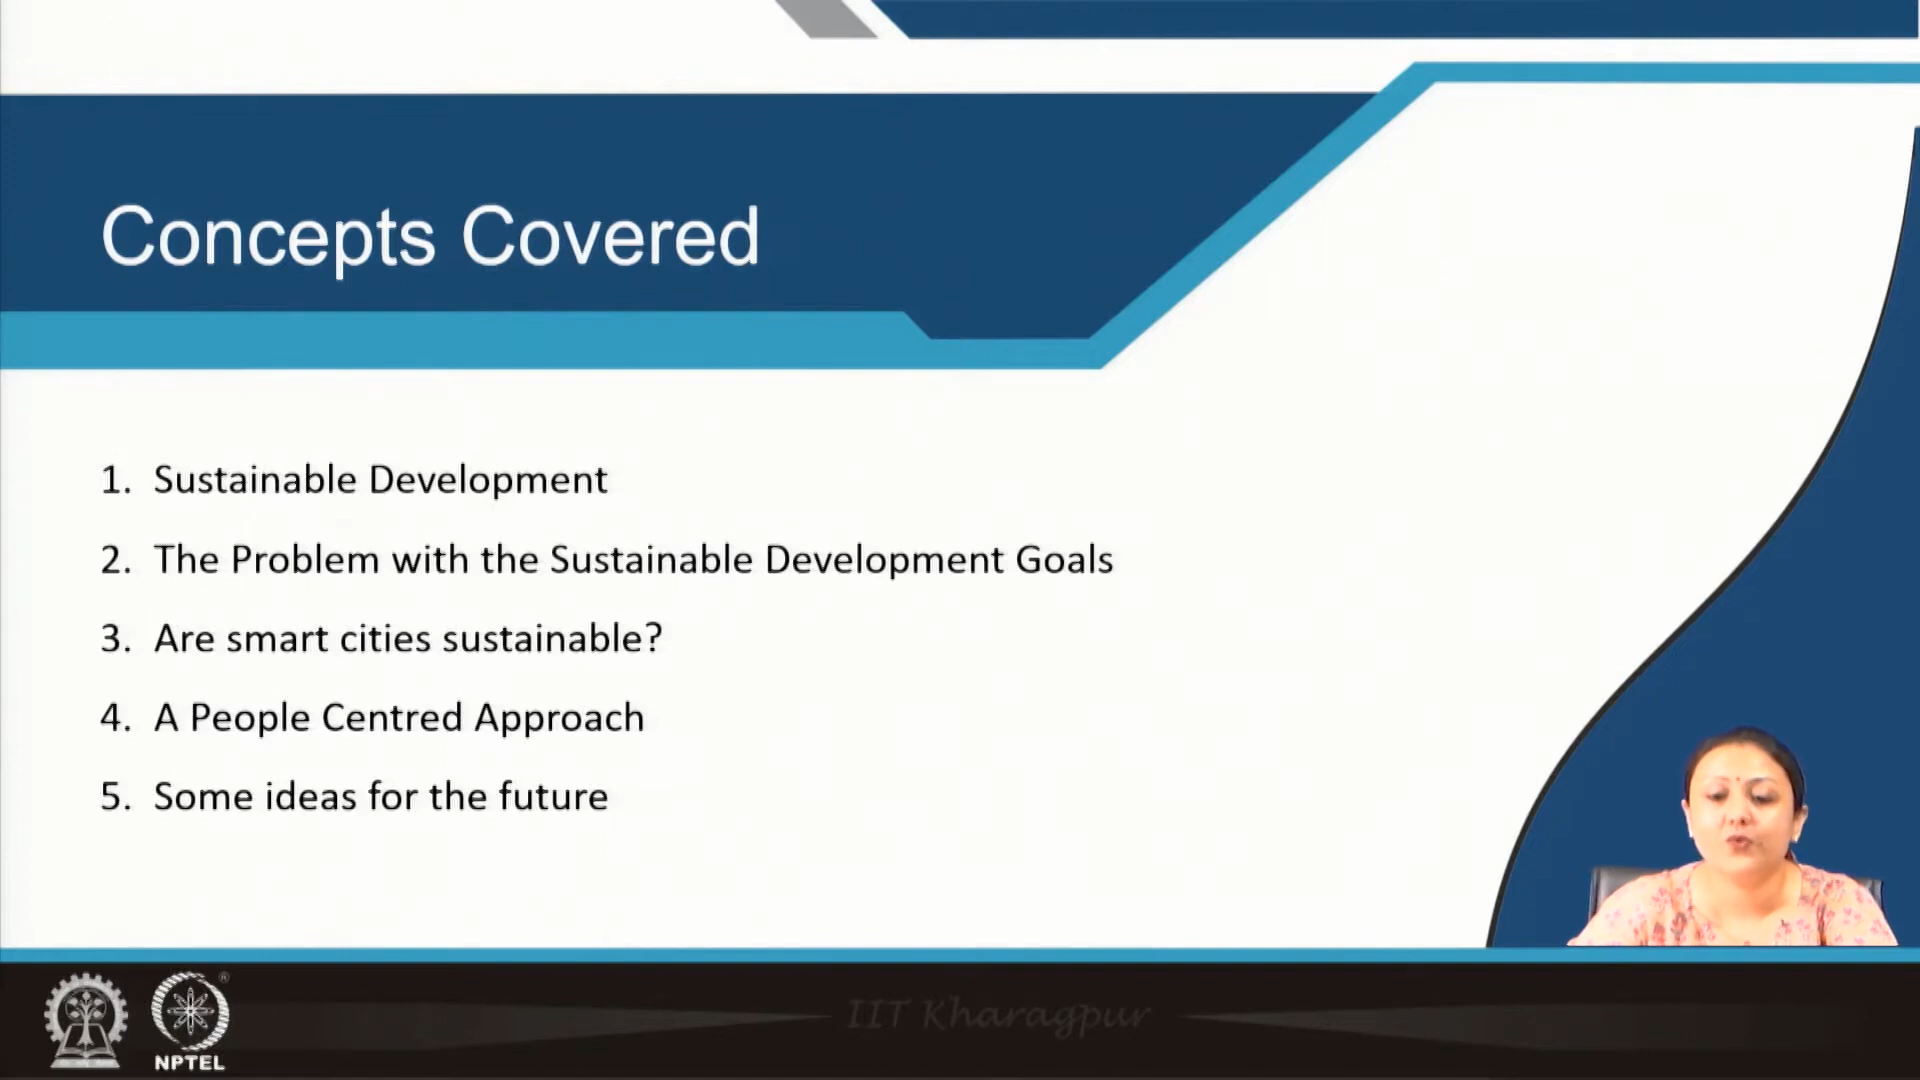 Concepts Covered
1. Sustainable Development
2. The Problem with the Sustainable Development Goals
3. Are smart cities sustainable?
4. A People Centred Approach
5. Some ideas for the future
IIT Kharagpur
®
NPTEL